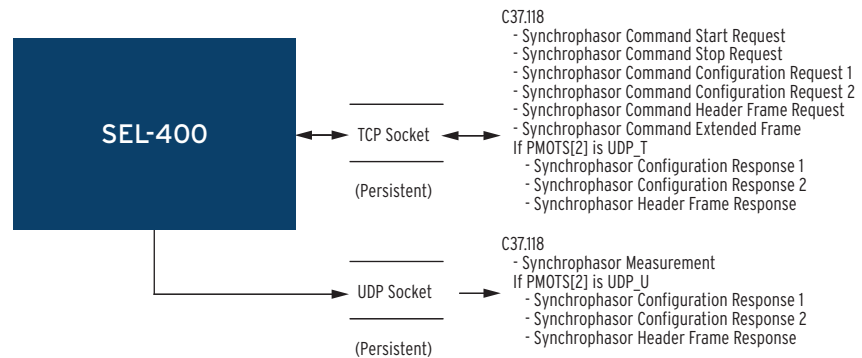 SEL-400
TCP Socket
(Persistent)
C37.118
- Synchrophasor Command Start Request
- Synchrophasor Command Stop Request
- Synchrophasor Command Configuration Request 1
- Synchrophasor Command Configuration Request 2
- Synchrophasor Command Header Frame Request
- Synchrophasor Command Extended Frame
If PMOTS[2] is UDP_T
- Synchrophasor Configuration Response 1
- Synchrophasor Configuration Response 2
- Synchrophasor Header Frame Response
UDP Socket
(Persistent)
C37.118
- Synchrophasor Measurement
If PMOTS[2] is UDP_U
- Synchrophasor Configuration Response 1
- Synchrophasor Configuration Response 2
- Synchrophasor Header Frame Response